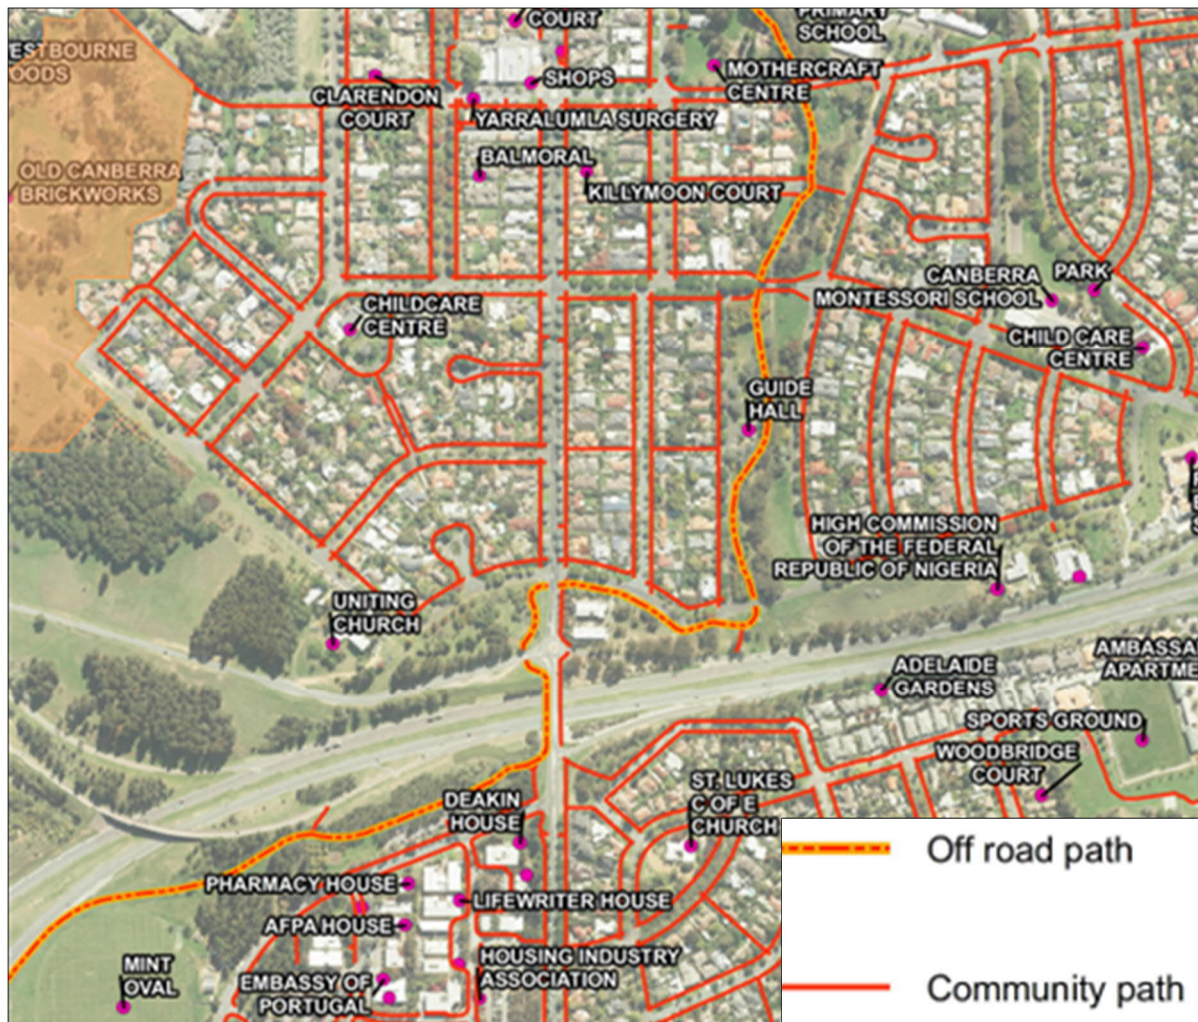 COURT
PRIMARY
SCHOOL
ESTBOURNE
OODS
SHOPS
MOTHERCRAFT
CENTRE
CLARENDON
COURT
YARRALUMLA SURGERY
BALMORAL
OLD CANBERRA
BRICKWORKS
KILLYMOON COURT
CANBERRA
MONTESSORI SCHOOL
PARK
CHILDCARE
CENTRE
CHILD CARE
CENTRE
GUIDE
HALL
HIGH COMMISSION
OF THE FEDERAL
REPUBLIC OF NIGERIA
UNITING
CHURCH
AMBASSA
APARTME
ADELAIDE
GARDENS
SPORTS GROUND
WOODBRIDGE
COURT
ST. LUKES
C OF E
CHURCH
DEAKIN
HOUSE
PHARMACY HOUSE
LIFEWRITER HOUSE
AFPA HOUSE
HOUSING INDUSTRY
ASSOCIATION
MINT
OVAL
EMBASSY OF
PORTUGAL
Off road path
Community path